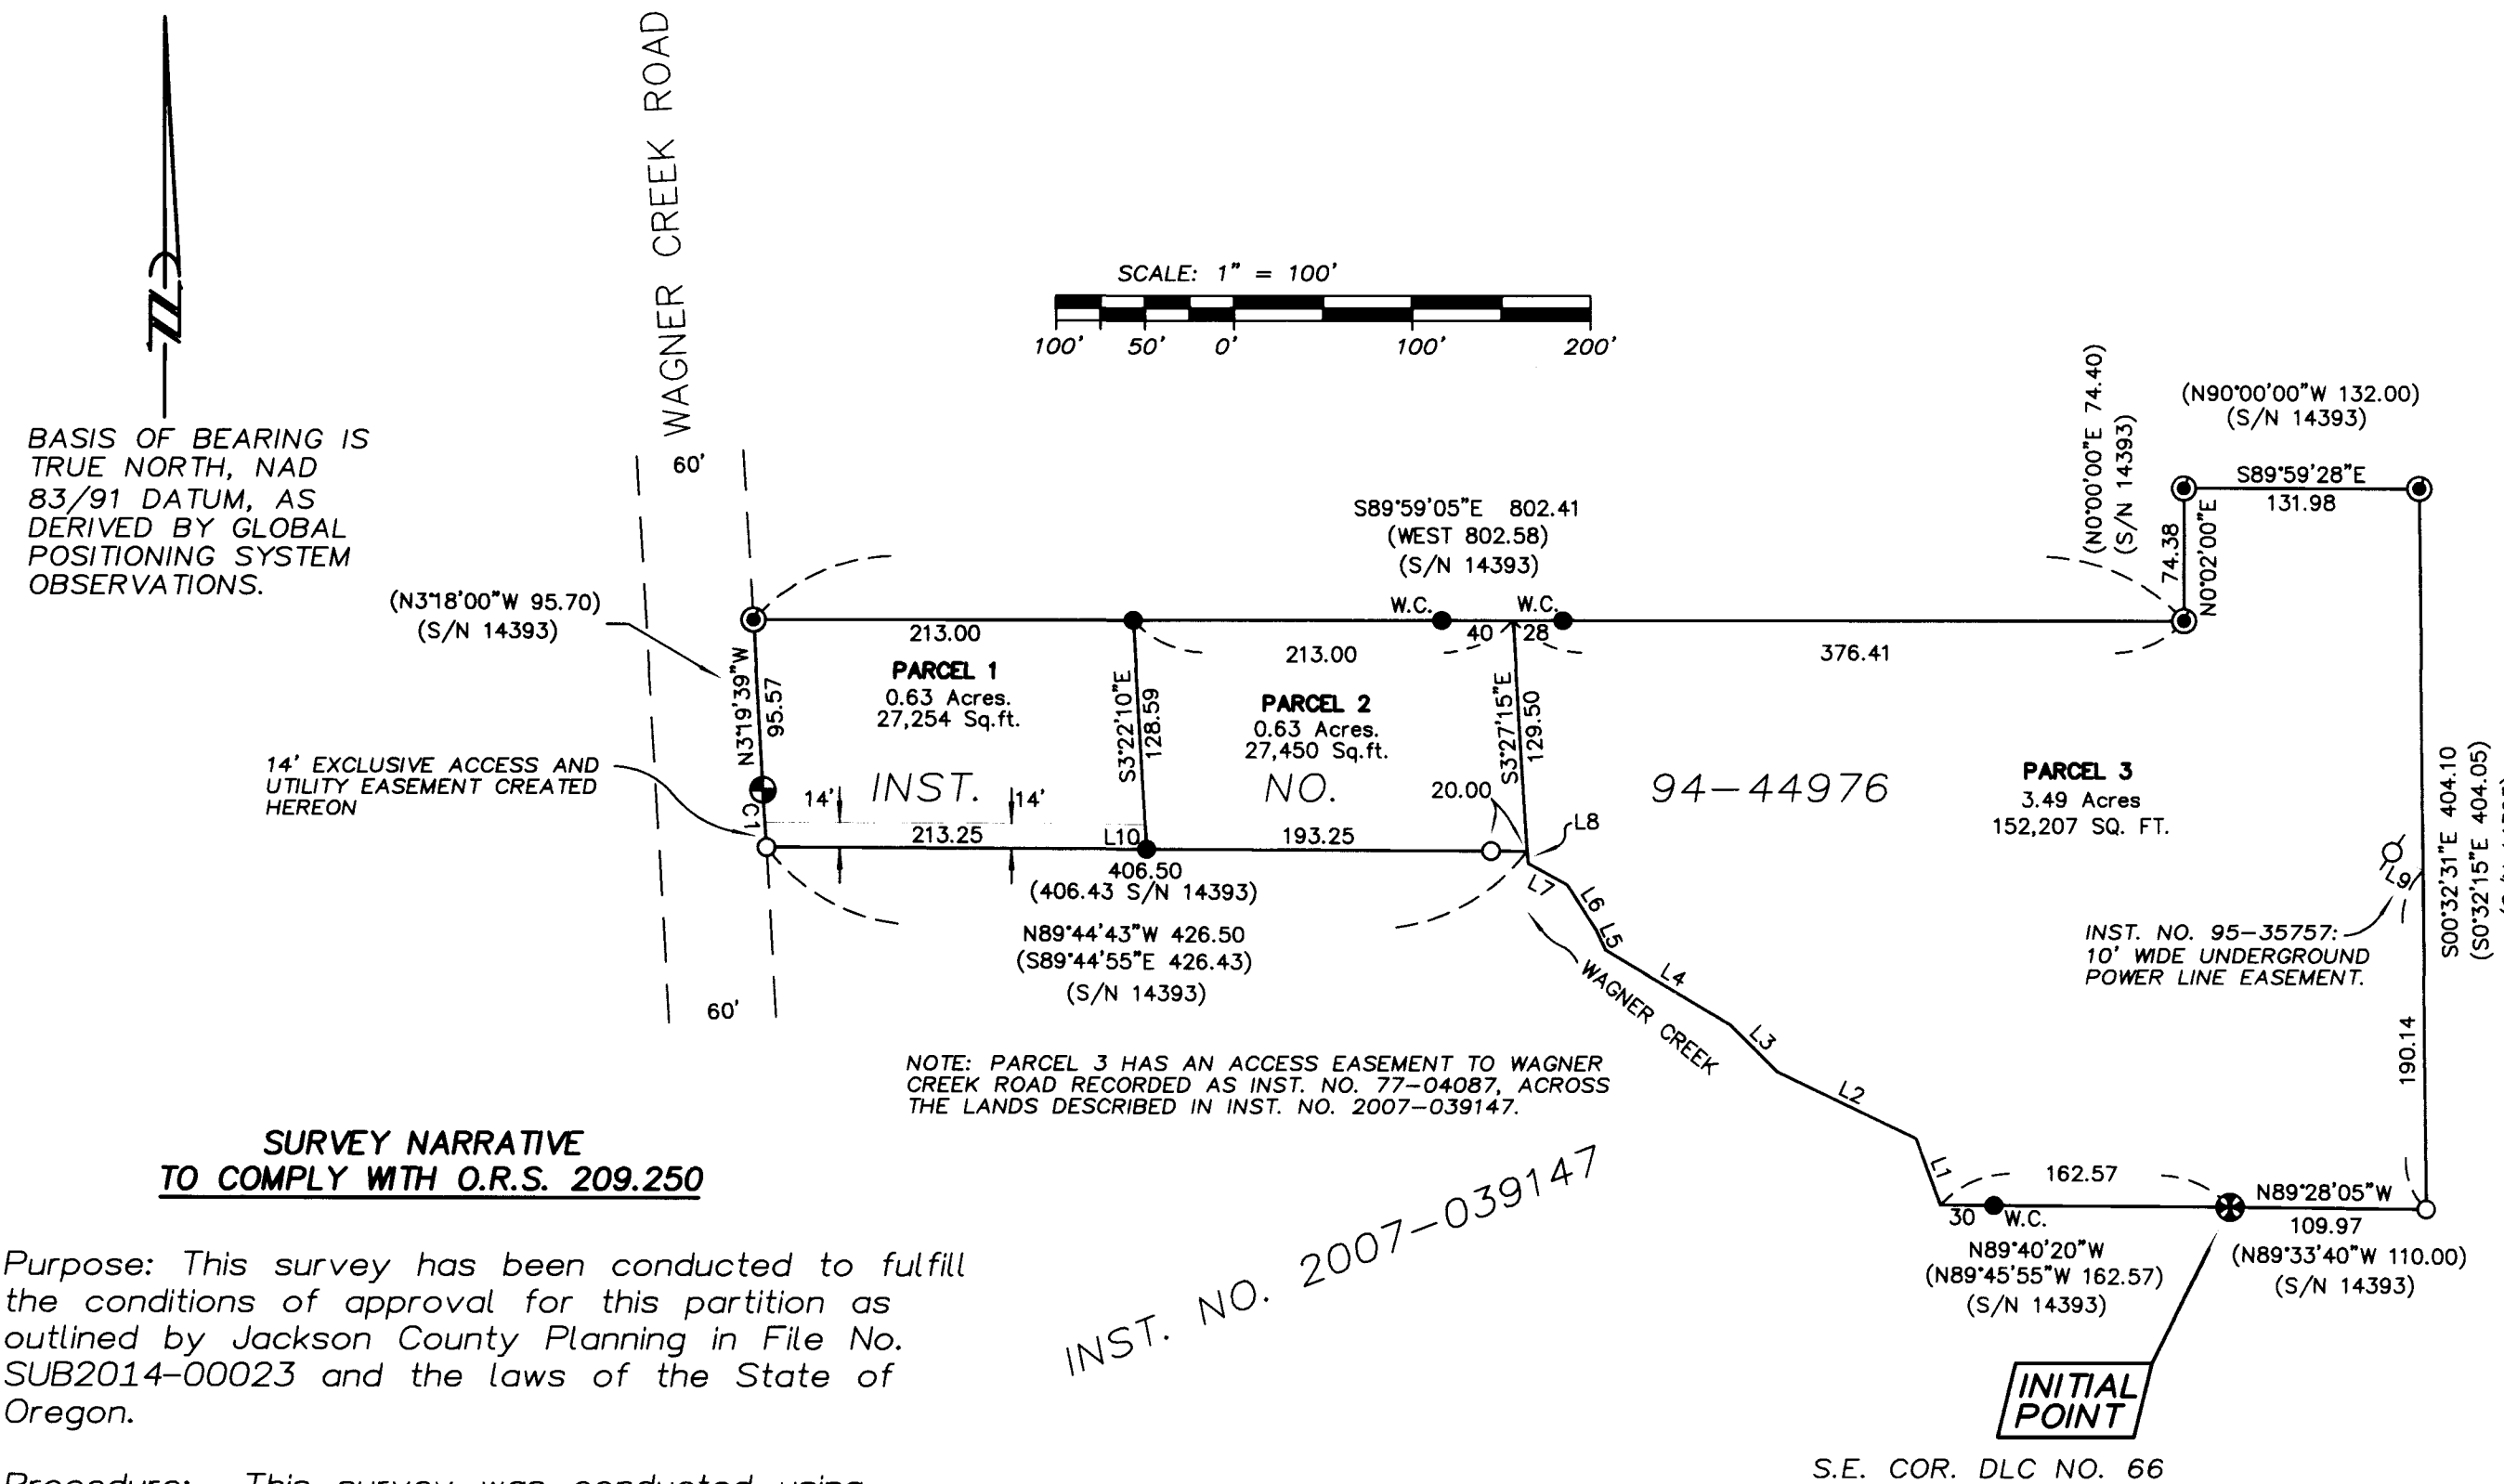 WAGNER CREEK ROAD
N
BASIS OF BEARING IS
TRUE NORTH, NAD
83/91 DATUM, AS
DERIVED BY GLOBAL
POSITIONING SYSTEM
OBSERVATIONS.
SCALE: 1" = 100'
100' 50' 0' 100' 200'
60'
(N90°00'00"W 132.00)
(S/N 14393)
(N0°00'00"E 74.40)
(S/N 14393)
S89°59'28"E
131.98
74.38
N0°02'00"E
S89°59'05"E 802.41
(WEST 802.58)
(S/N 14393)
(N3°18'00"W 95.70)
(S/N 14393)
W.C. W.C.
213.00
40 28
213.00
376.41
N3°19'39"W
95.57
PARCEL 1
0.63 Acres.
27,254 Sq.ft.
S3°22'10"E
128.59
PARCEL 2
0.63 Acres.
27,450 Sq.ft.
S3°27'15"E
129.50
PARCEL 3
3.49 Acres
152,207 SQ. FT.
S00°32'31"E 404.10
(S0°32'15"E 404.05)
14' EXCLUSIVE ACCESS AND
UTILITY EASEMENT CREATED
HEREON
INST. NO. 94-44976
C1
14' 14'
20.00
L8
213.25
L10
193.25
406.50
(406.43 S/N 14393)
N89°44'43"W 426.50
(S89°44'55"E 426.43)
(S/N 14393)
60'
L7
L6
L5
L4
L3
L2
L1
L9
WAGNER CREEK
INST. NO. 95-35757:
10' WIDE UNDERGROUND
POWER LINE EASEMENT.
190.14
NOTE: PARCEL 3 HAS AN ACCESS EASEMENT TO WAGNER
CREEK ROAD RECORDED AS INST. NO. 77-04087, ACROSS
THE LANDS DESCRIBED IN INST. NO. 2007-039147.
SURVEY NARRATIVE
TO COMPLY WITH O.R.S. 209.250
162.57
N89°28'05"W
30 W.C.
109.97
N89°40'20"W
(N89°45'55"W 162.57)
(S/N 14393)
(N89°33'40"W 110.00)
(S/N 14393)
INST. NO. 2007-039147
Purpose: This survey has been conducted to fulfill
the conditions of approval for this partition as
outlined by Jackson County Planning in File No.
SUB2014-00023 and the laws of the State of
Oregon.
INITIAL
POINT
S.E. COR. DLC NO. 66
Procedure: This survey was conducted using